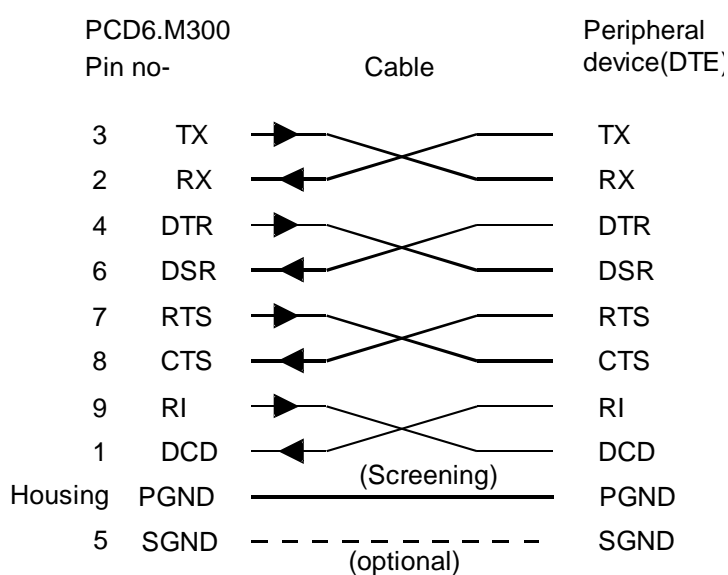 PCD6.M300 Peripheral
Pin no- Cable device(DTE)
3 TX TX
2 RX RX
4 DTR DTR
6 DSR DSR
7 RTS RTS
8 CTS CTS
9 RI RI
1 DCD DCD
(Screening)
Housing PGND PGND
5 SGND SGND
(optional)